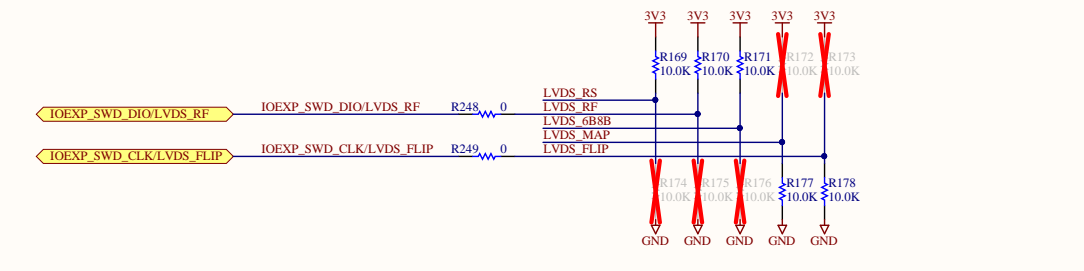 3V3 3V3 3V3 3V3 3V3
R169 R170 R171 R172 R173
10.0K 10.0K 10.0K 10.0K 10.0K
LVDS_RS
IOEXP_SWD_DIO/LVDS_RF IOEXP_SWD_DIO/LVDS_RF R248 0 LVDS_RF
LVDS_6B8B
LVDS_MAP
IOEXP_SWD_CLK/LVDS_FLIP IOEXP_SWD_CLK/LVDS_FLIP R249 0 LVDS_FLIP
R174 R175 R176 R177 R178
10.0K 10.0K 10.0K 10.0K 10.0K
GND GND GND GND GND